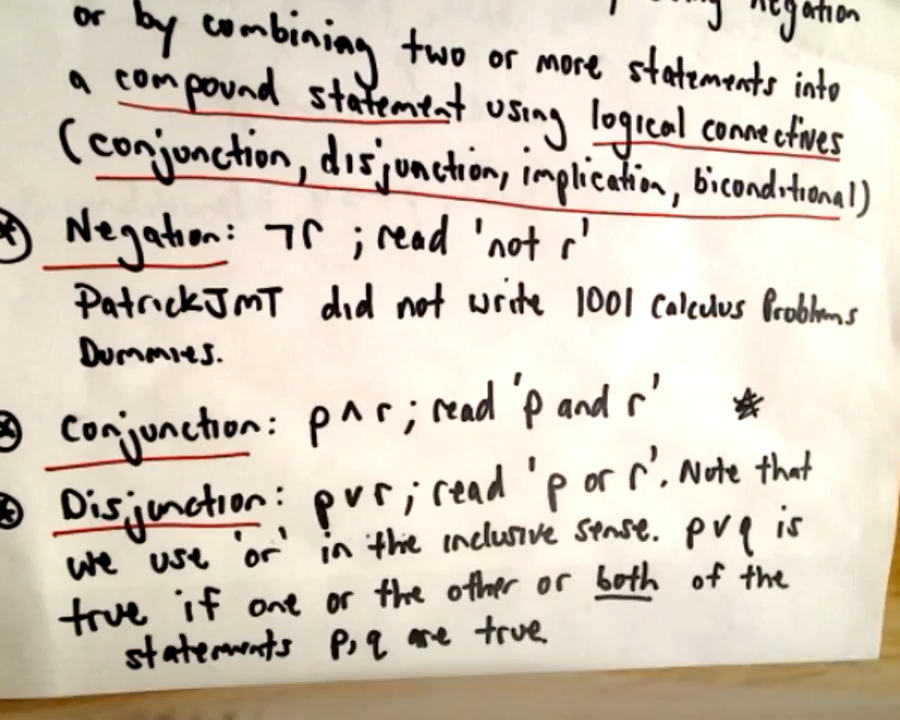 negation
or by combining two or more statements into
a compound statement using logical connectives
(conjunction, disjunction, implication, biconditional)
Negation: ¬r ; read 'not r'
PatrickJMT did not write 1001 Calculus Problems
Dummies.
Conjunction: p ∧ r ; read 'p and r'
Disjunction: p ∨ r ; read 'p or r'. Note that
we use 'or' in the inclusive sense. p ∨ q is
true if one or the other or both of the
statements p, q are true.